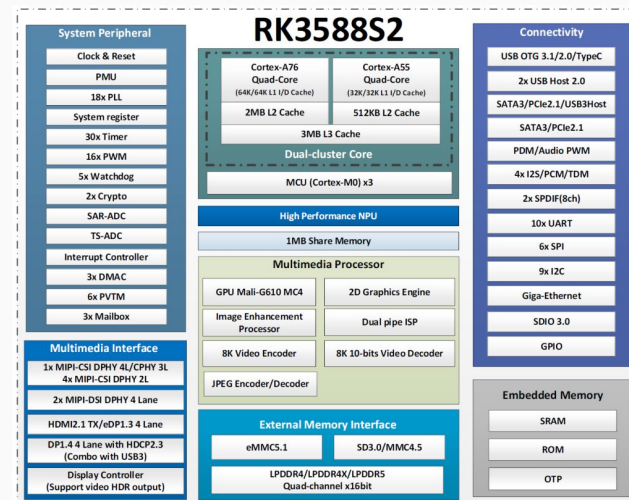 RK3588S2
System Peripheral
Clock & Reset
PMU
18x PLL
System register
30x Timer
16x PWM
5x Watchdog
2x Crypto
SAR-ADC
TS-ADC
Interrupt Controller
3x DMAC
6x PVTM
3x Mailbox
Multimedia Interface
1x MIPI-CSI DPHY 4L/CPHY 3L
4x MIPI-CSI DPHY 2L
2x MIPI-DSI DPHY 4 Lane
HDMI2.1 TX/eDP1.3 4 Lane
DP1.4 4 Lane with HDCP2.3
(Combo with USB3)
Display Controller
(Support video HDR output)
Cortex-A76
Quad-Core
(64K/64K L1 I/D Cache)
2MB L2 Cache
Cortex-A55
Quad-Core
(32K/32K L1 I/D Cache)
512KB L2 Cache
3MB L3 Cache
Dual-cluster Core
MCU (Cortex-M0) x3
High Performance NPU
1MB Share Memory
Multimedia Processor
GPU Mali-G610 MC4
2D Graphics Engine
Image Enhancement
Processor
Dual pipe ISP
8K Video Encoder
8K 10-bits Video Decoder
JPEG Encoder/Decoder
External Memory Interface
eMMC5.1
SD3.0/MMC4.5
LPDDR4/LPDDR4X/LPDDR5
Quad-channel x16bit
Connectivity
USB OTG 3.1/2.0/TypeC
2x USB Host 2.0
SATA3/PCIe2.1/USB3Host
SATA3/PCIe2.1
PDM/Audio PWM
4x I2S/PCM/TDM
2x SPDIF(8ch)
10x UART
6x SPI
9x I2C
Giga-Ethernet
SDIO 3.0
GPIO
Embedded Memory
SRAM
ROM
OTP